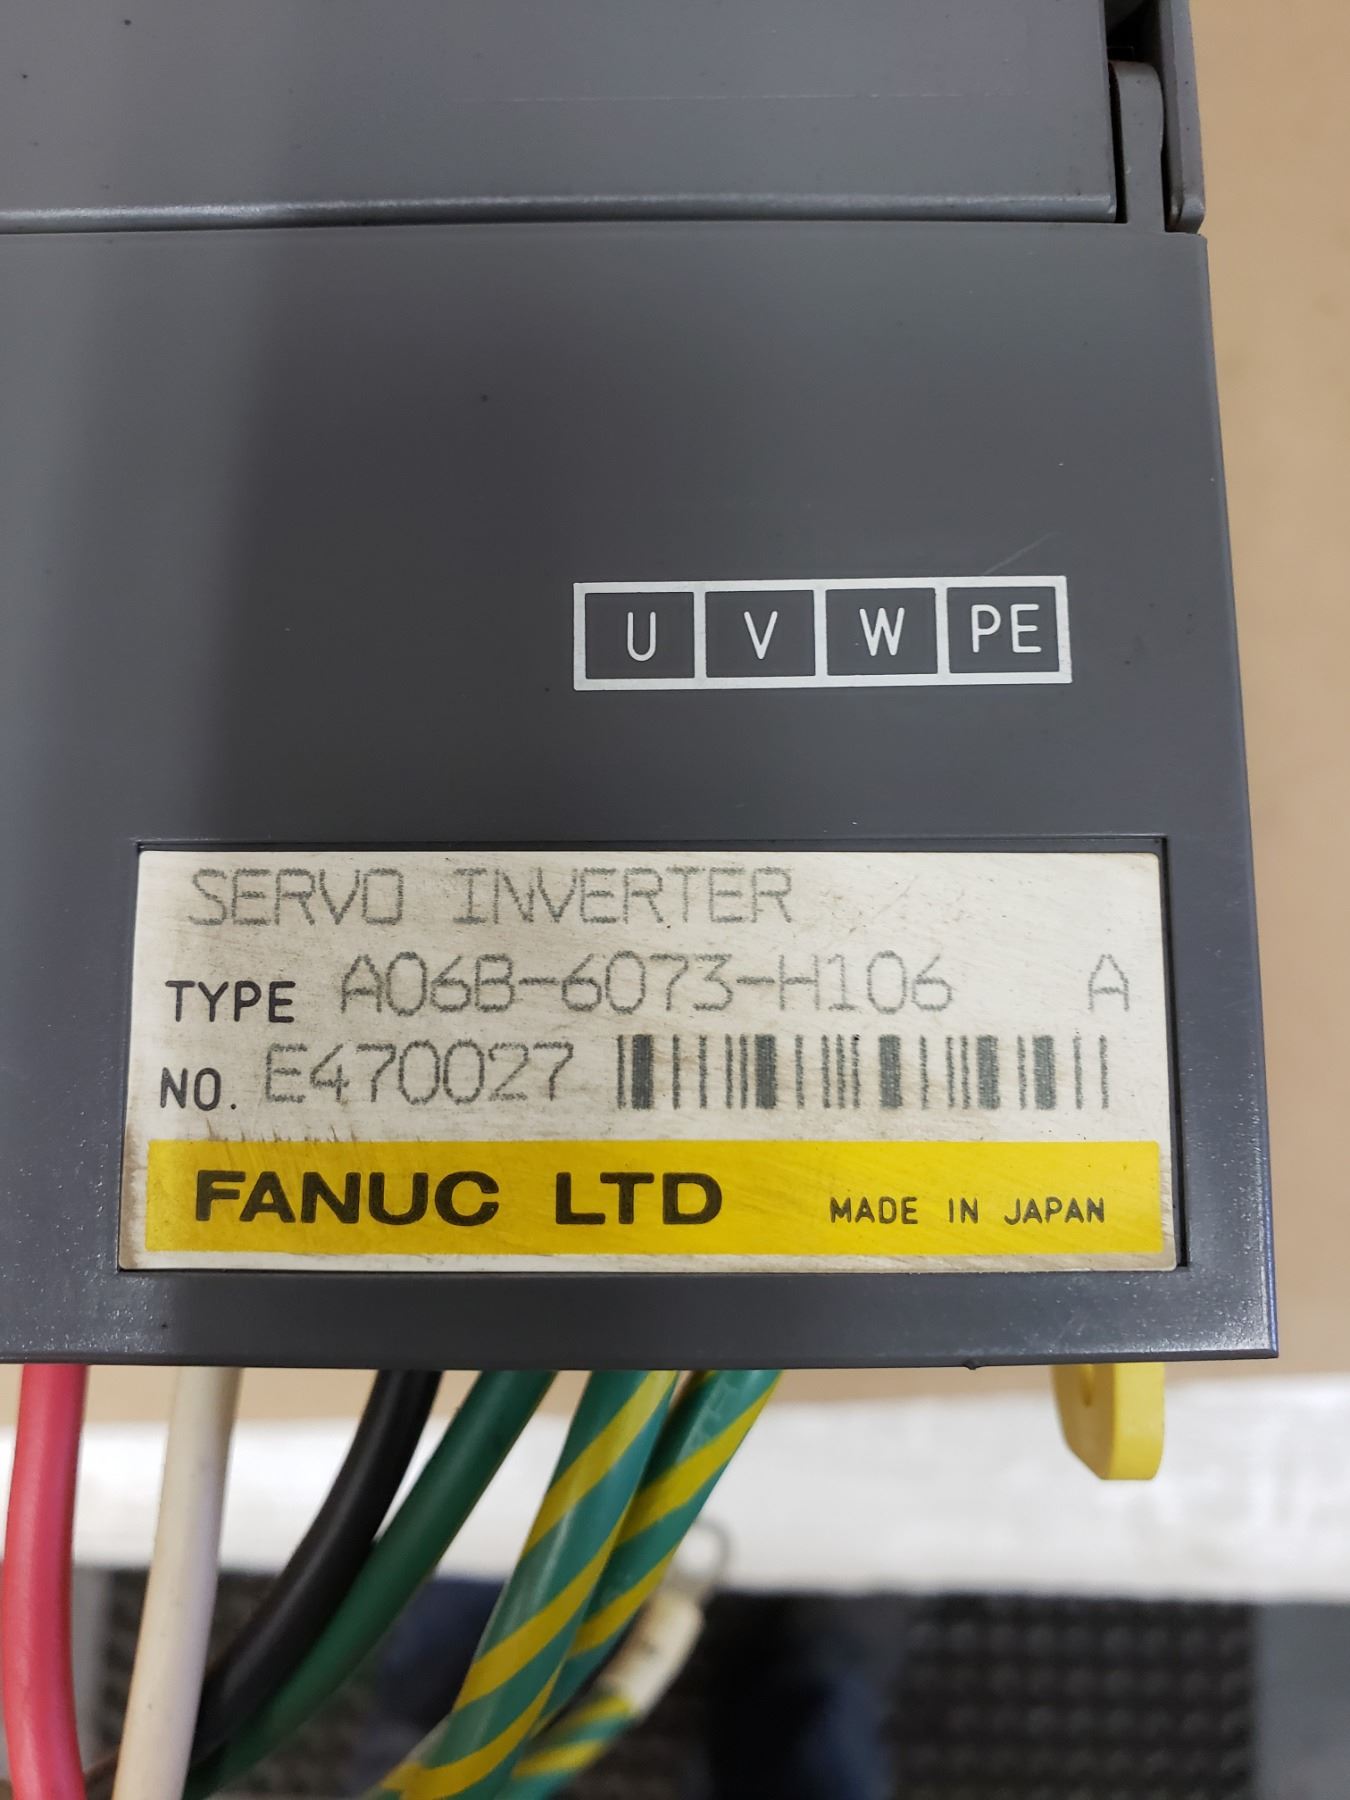 U V W PE
SERVO INVERTER
TYPE A06B-6073-H106 A
NO. E470027
FANUC LTD MADE IN JAPAN